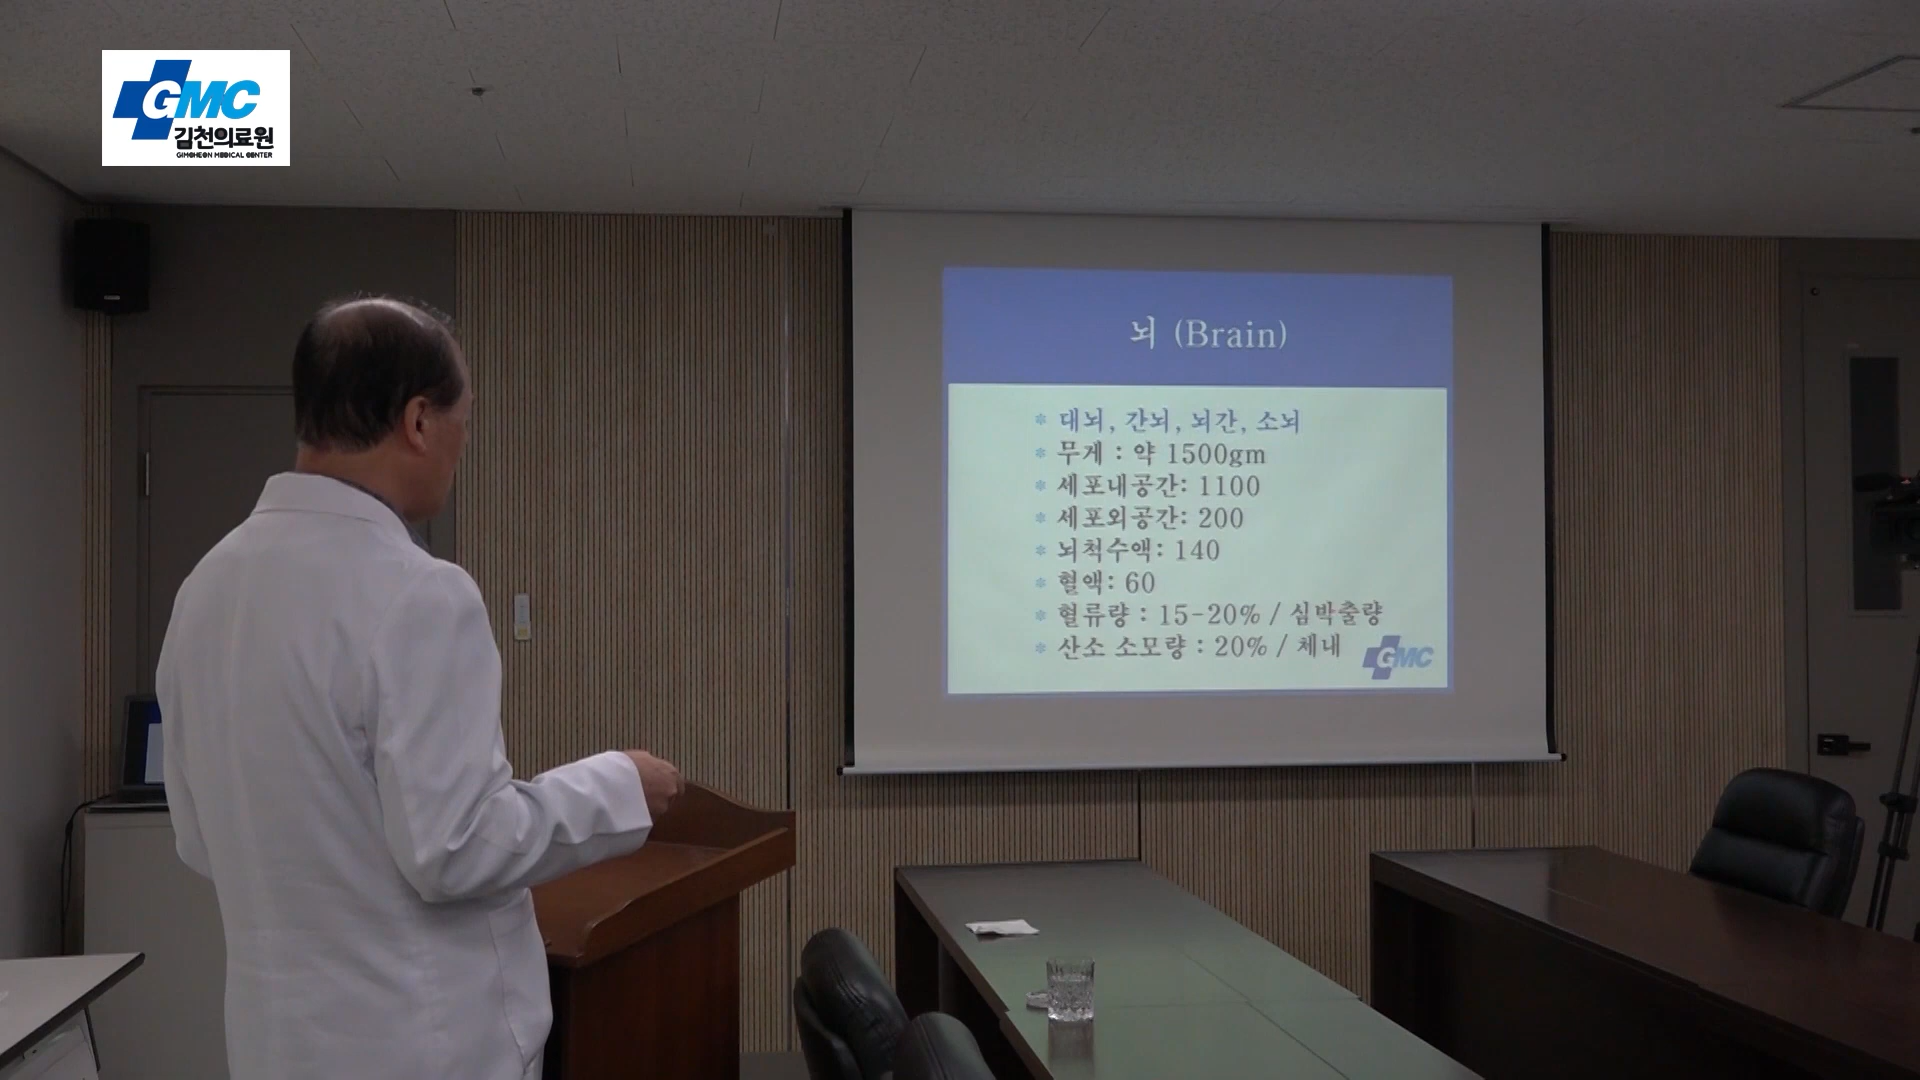 GMC
김천의료원
GIMCHEON MEDICAL CENTER
뇌 (Brain)
* 대뇌, 간뇌, 뇌간, 소뇌
* 무게 : 약 1500gm
* 세포내공간: 1100
* 세포외공간: 200
* 뇌척수액: 140
* 혈액: 60
* 혈류량 : 15-20% / 심박출량
* 산소 소모량 : 20% / 체내
GMC